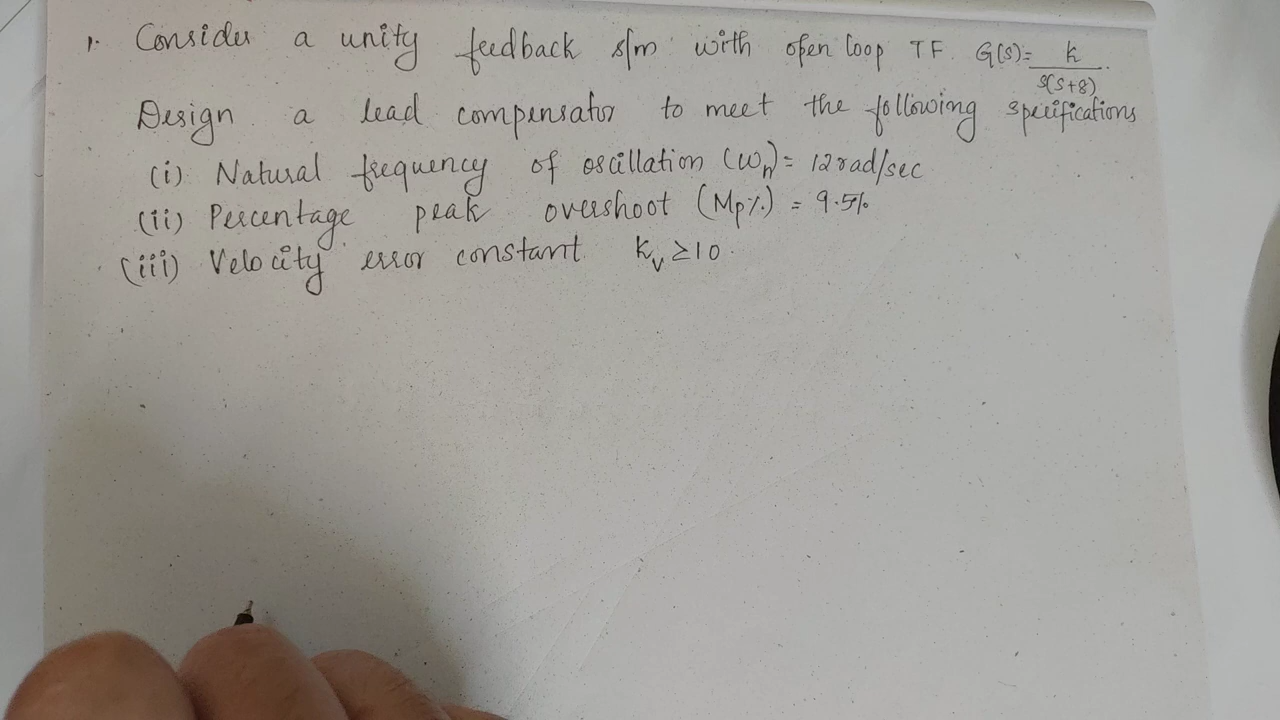 1. Consider a unity feedback s/m with open loop TF G(s)= k/s(s+8).
Design a lead compensator to meet the following specifications
(i) Natural frequency of oscillation (ωn)= 12 rad/sec
(ii) Percentage peak overshoot (Mp%) = 9.5%
(iii) Velocity error constant kv ≥10.